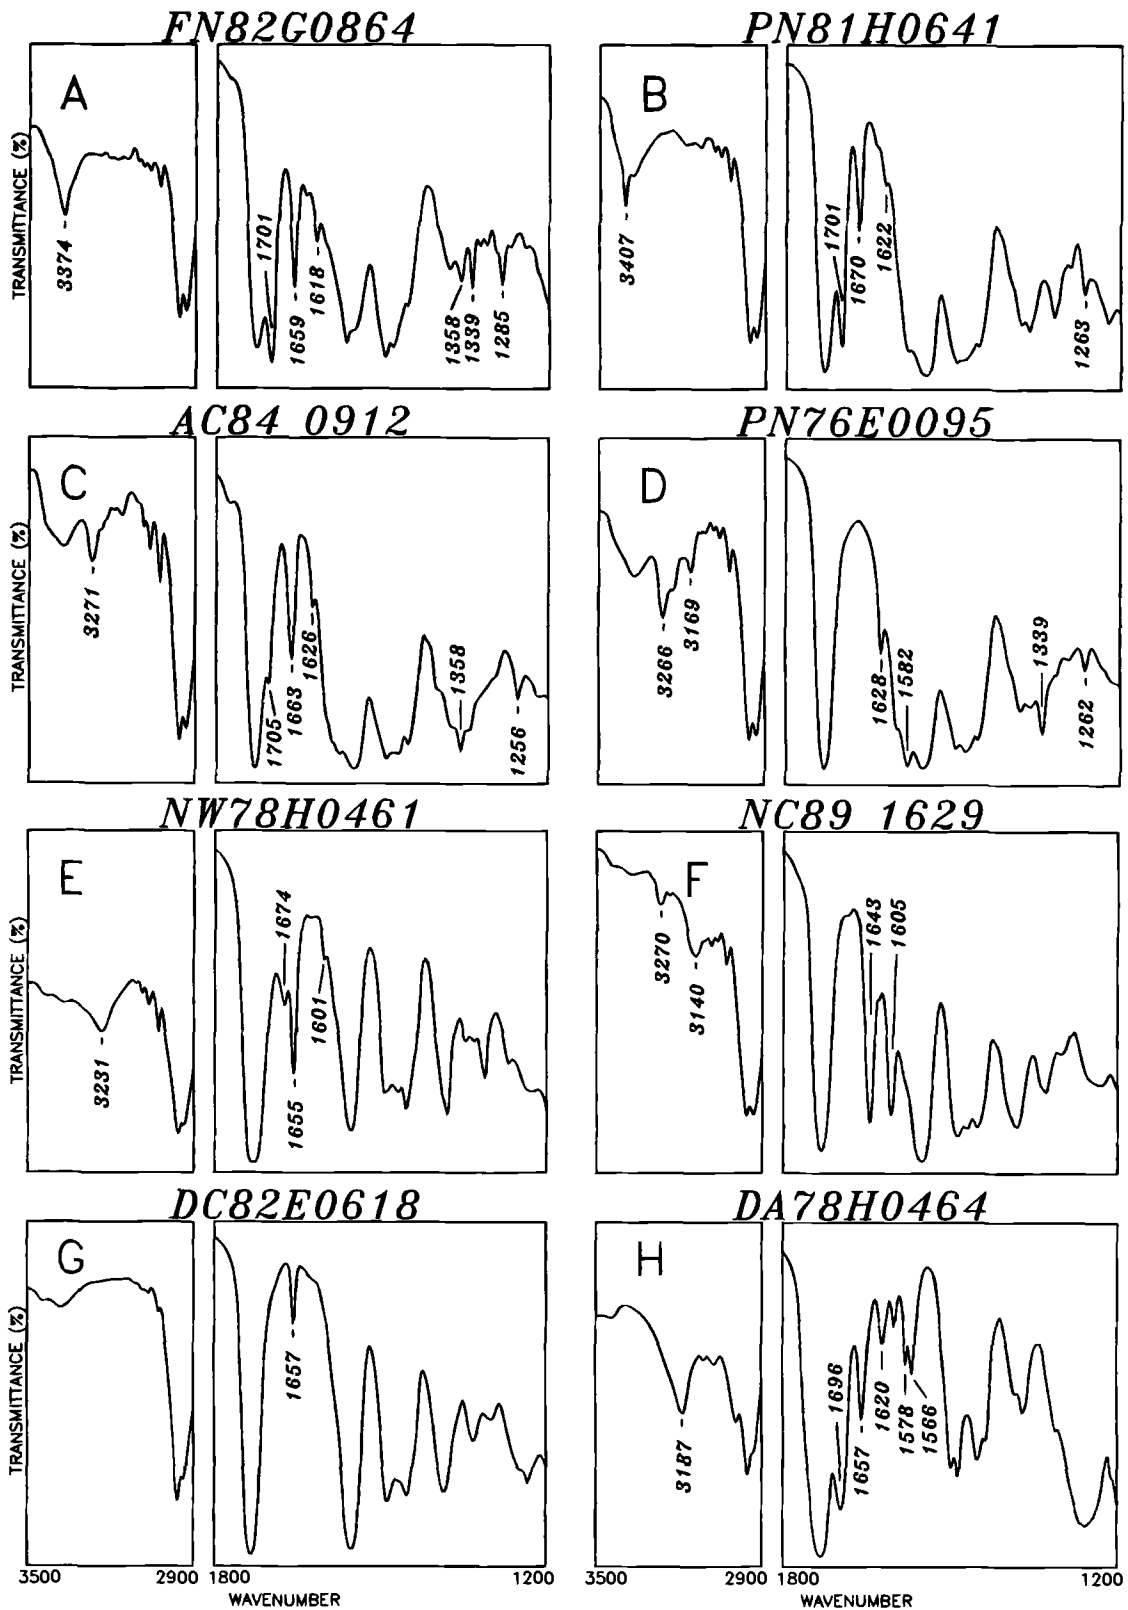 FN82G0864
PN81H0641
A
B
TRANSMITTANCE (%)
3374
1701
1659
1618
1358
1339
1285
3407
1701
1670
1622
1263
AC84 0912
PN76E0095
C
D
TRANSMITTANCE (%)
3271
1705
1663
1626
1358
1256
3266
3169
1628
1582
1339
1262
NW78H0461
NC89 1629
E
F
TRANSMITTANCE (%)
3231
1674
1655
1601
3270
3140
1643
1605
DC82E0618
DA78H0464
G
H
TRANSMITTANCE (%)
1657
3187
1696
1657
1620
1578
1566
3500 2900 1800 1200 3500 2900 1800 1200
WAVENUMBER WAVENUMBER